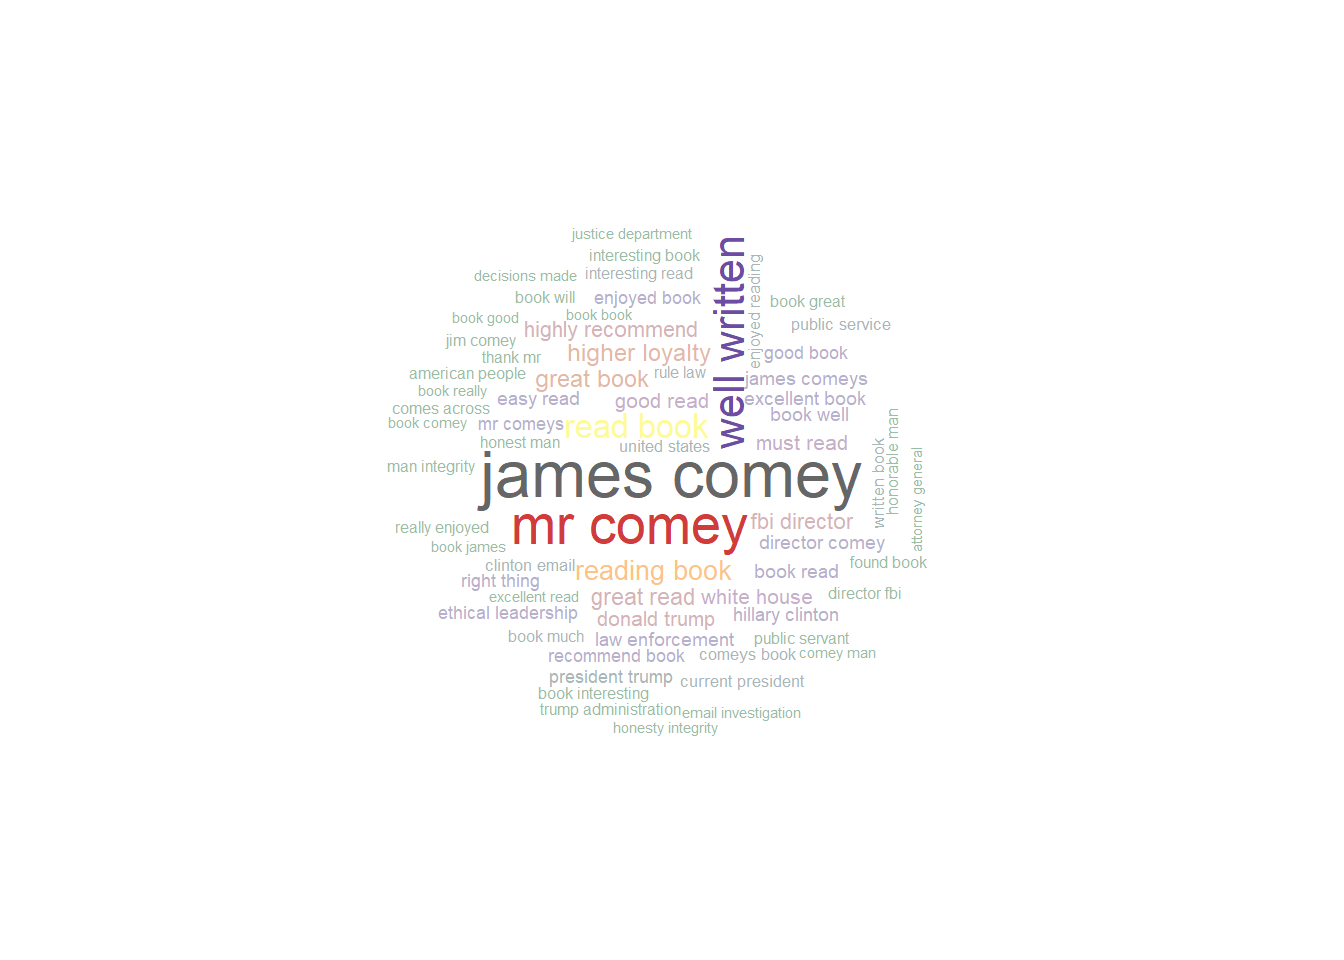 justice department
interesting book
decisions made
interesting read
book will
enjoyed book
well written
enjoyed reading
book great
book good
book book
highly recommend
public service
jim comey
thank mr
higher loyalty
good book
american people
great book
rule law
james comeys
book really
easy read
good read
excellent book
comes across
book comey
mr comeys
read book
book well
honest man
united states
must read
man integrity
james comey
written book
honorable man
attorney general
really enjoyed
mr comey
fbi director
book james
director comey
clinton email
reading book
book read
found book
right thing
excellent read
great read
white house
director fbi
ethical leadership
donald trump
hillary clinton
book much
law enforcement
public servant
recommend book
comeys book
comey man
president trump
current president
book interesting
trump administration
email investigation
honesty integrity